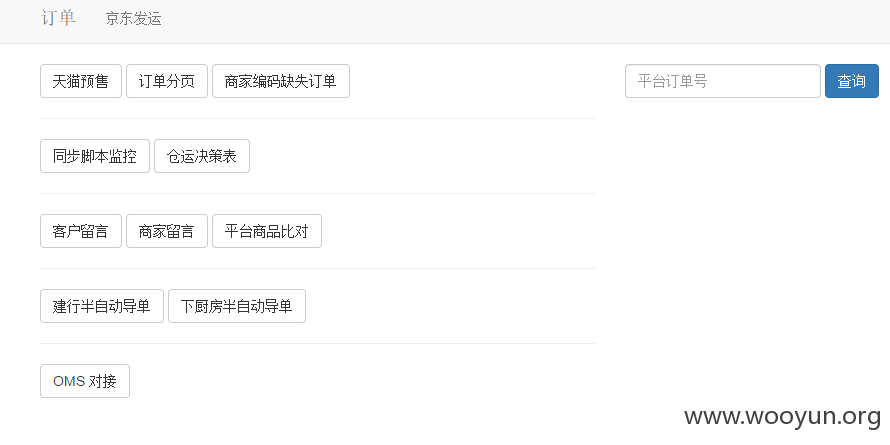 订单 京东发运
天猫预售 订单分页 商家编码缺失订单 平台订单号 查询
同步脚本监控 仓运决策表
客户留言 商家留言 平台商品比对
建行半自动导单 下厨房半自动导单
OMS 对接
www.wooyun.org